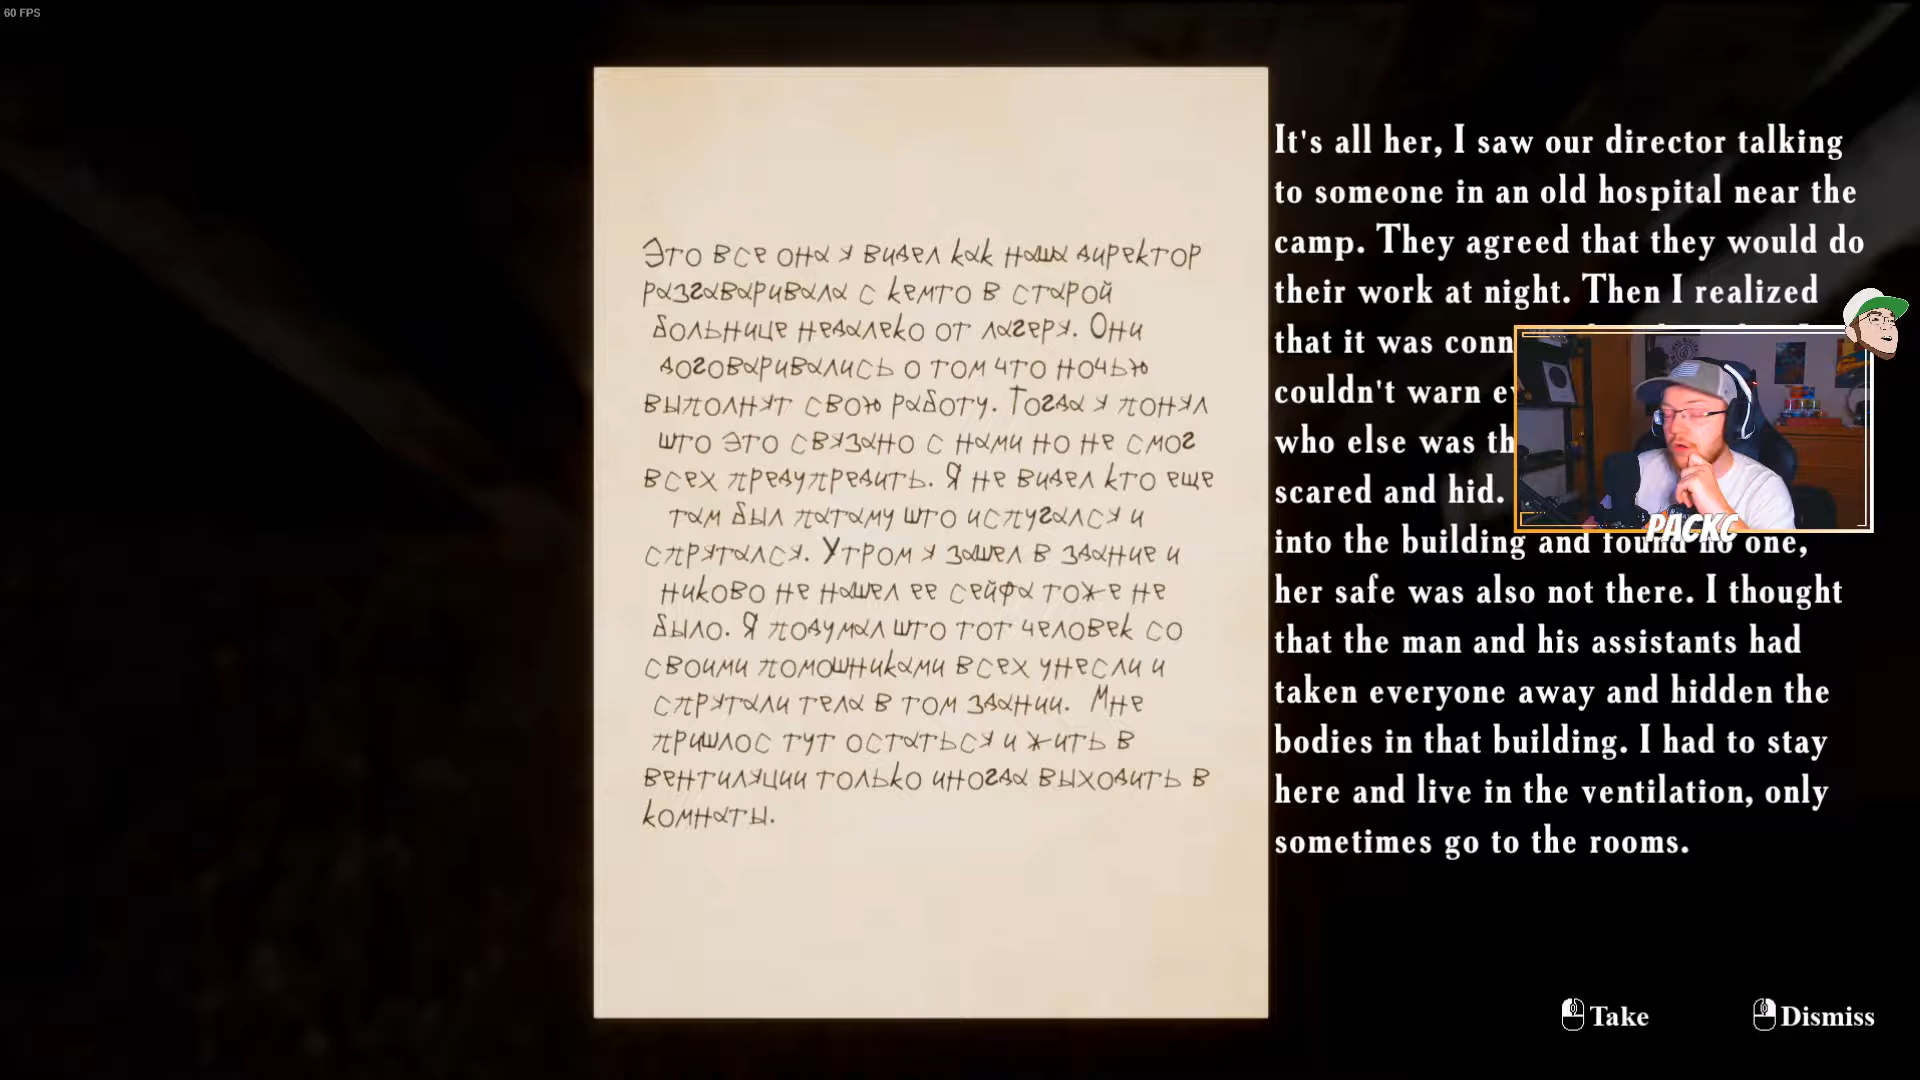 60 FPS
Это все она я видел как наша директор
разгаваривала с кемто в старой
больнице недалеко от лагеря. Они
договаривались о том что ночью
выполнят свою работу. Тогда я понял
што это связано с нами но не смог
всех предупредить. Я не видел кто еще
там был патаму што испугался и
спрятался. Утром я зашел в здание и
никово не нашел ее сейфа тоже не
было. Я подумал што тот человек со
своими помошниками всех унесли и
спрятали тела в том здании. Мне
пришлос тут остаться и жить в
вентиляции только иногда выходить в
комнаты.
It's all her, I saw our director talking
to someone in an old hospital near the
camp. They agreed that they would do
their work at night. Then I realized
that it was conn
couldn't warn ev
who else was th
scared and hid.
into the building and found no one,
her safe was also not there. I thought
that the man and his assistants had
taken everyone away and hidden the
bodies in that building. I had to stay
here and live in the ventilation, only
sometimes go to the rooms.
PACKC
Take
Dismiss